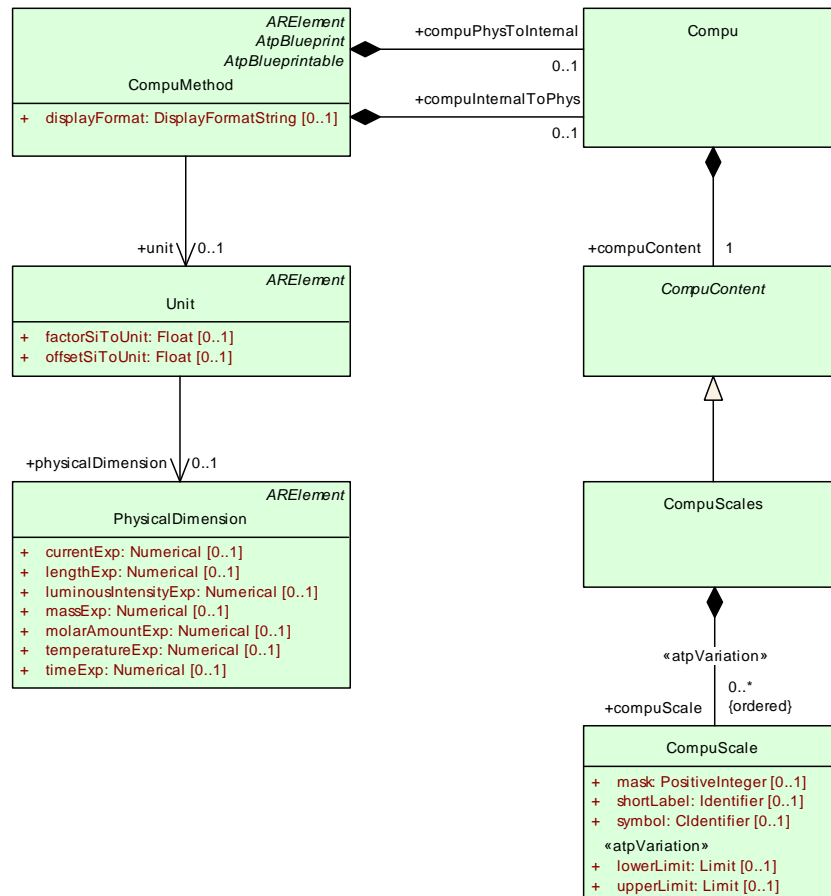 ARElement
AtpBlueprint
AtpBlueprintable
CompuMethod
+ displayFormat: DisplayFormatString [0..1]
+compuPhysToInternal
0..1
+compuInternalToPhys
0..1
Compu
+unit 0..1
+compuContent 1
ARElement
Unit
+ factorSiToUnit: Float [0..1]
+ offsetSiToUnit: Float [0..1]
CompuContent
+physicalDimension 0..1
ARElement
PhysicalDimension
+ currentExp: Numerical [0..1]
+ lengthExp: Numerical [0..1]
+ luminousIntensityExp: Numerical [0..1]
+ massExp: Numerical [0..1]
+ molarAmountExp: Numerical [0..1]
+ temperatureExp: Numerical [0..1]
+ timeExp: Numerical [0..1]
CompuScales
«atpVariation»
0..*
+compuScale {ordered}
CompuScale
+ mask: PositiveInteger [0..1]
+ shortLabel: Identifier [0..1]
+ symbol: CIdentifier [0..1]
«atpVariation»
+ lowerLimit: Limit [0..1]
+ upperLimit: Limit [0..1]